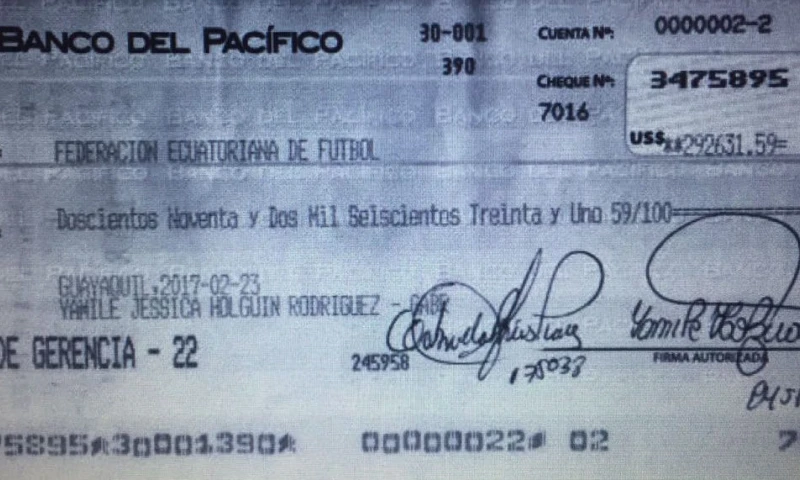 BANCO DEL PACÍFICO
30-001
390
CUENTA Nº: 0000002-2
CHEQUE Nº: 3475895
7016
US$ **292631.59=
FEDERACION ECUATORIANA DE FUTBOL
Doscientos Noventa y Dos Mil Seiscientos Treinta y Uno 59/100
GUAYAQUIL,2017-02-23
YAMILE JESSICA HOLGUIN RODRIGUEZ - GABR
DE GERENCIA - 22
245958
175038
FIRMA AUTORIZADA
00000022 02